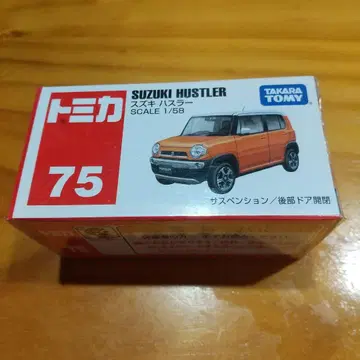 トミカ
75
SUZUKI HUSTLER
スズキ ハスラー
SCALE 1/58
TAKARA
TOMY
サスペンション/後部ドア開閉
75